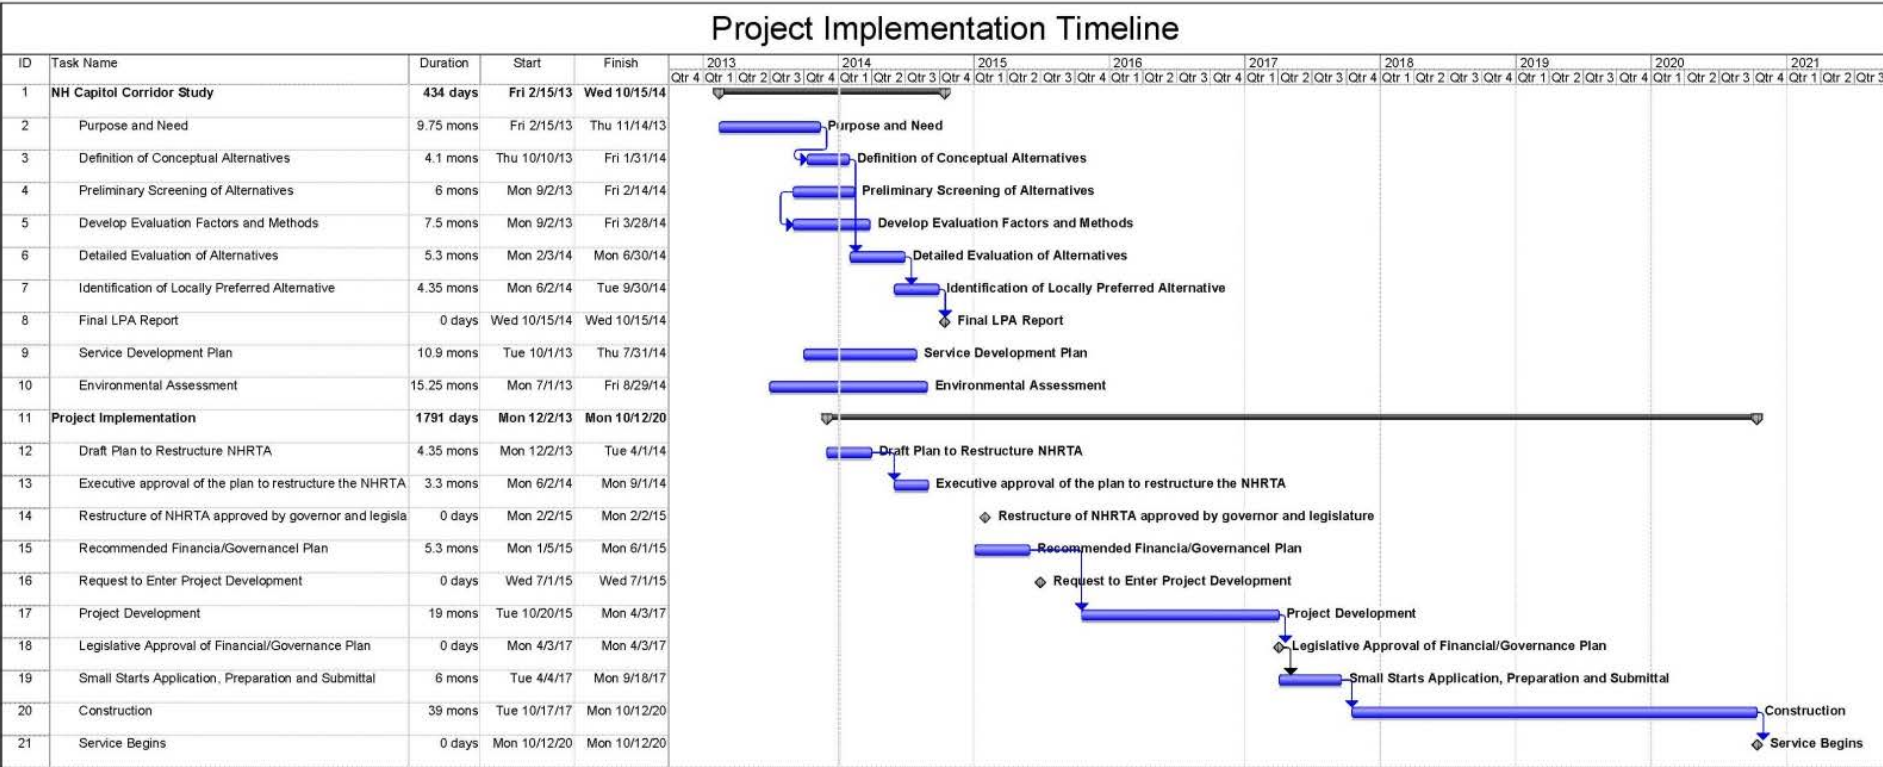 Project Implementation Timeline
ID Task Name Duration Start Finish 2013 2014 2015 2016 2017 2018 2019 2020 2021
Qtr 4 Qtr 1 Qtr 2 Qtr 3 Qtr 4 Qtr 1 Qtr 2 Qtr 3 Qtr 4 Qtr 1 Qtr 2 Qtr 3 Qtr 4 Qtr 1 Qtr 2 Qtr 3 Qtr 4 Qtr 1 Qtr 2 Qtr 3 Qtr 4 Qtr 1 Qtr 2 Qtr 3 Qtr 4 Qtr 1 Qtr 2 Qtr 3 Qtr 4 Qtr 1 Qtr 2 Qtr 3 Qtr 4 Qtr 1 Qtr 2 Qtr 3
1 NH Capitol Corridor Study 434 days Fri 2/15/13 Wed 10/15/14
2 Purpose and Need 9.75 mons Fri 2/15/13 Thu 11/14/13 Purpose and Need
3 Definition of Conceptual Alternatives 4.1 mons Thu 10/10/13 Fri 1/31/14 Definition of Conceptual Alternatives
4 Preliminary Screening of Alternatives 6 mons Mon 9/2/13 Fri 2/14/14 Preliminary Screening of Alternatives
5 Develop Evaluation Factors and Methods 7.5 mons Mon 9/2/13 Fri 3/28/14 Develop Evaluation Factors and Methods
6 Detailed Evaluation of Alternatives 5.3 mons Mon 2/3/14 Mon 6/30/14 Detailed Evaluation of Alternatives
7 Identification of Locally Preferred Alternative 4.35 mons Mon 6/2/14 Tue 9/30/14 Identification of Locally Preferred Alternative
8 Final LPA Report 0 days Wed 10/15/14 Wed 10/15/14 Final LPA Report
9 Service Development Plan 10.9 mons Tue 10/1/13 Thu 7/31/14 Service Development Plan
10 Environmental Assessment 15.25 mons Mon 7/1/13 Fri 8/29/14 Environmental Assessment
11 Project Implementation 1791 days Mon 12/2/13 Mon 10/12/20
12 Draft Plan to Restructure NHRTA 4.35 mons Mon 12/2/13 Tue 4/1/14 Draft Plan to Restructure NHRTA
13 Executive approval of the plan to restructure the NHRTA 3.3 mons Mon 6/2/14 Mon 9/1/14 Executive approval of the plan to restructure the NHRTA
14 Restructure of NHRTA approved by governor and legisla 0 days Mon 2/2/15 Mon 2/2/15 Restructure of NHRTA approved by governor and legislature
15 Recommended Financia/Governancel Plan 5.3 mons Mon 1/5/15 Mon 6/1/15 Recommended Financia/Governancel Plan
16 Request to Enter Project Development 0 days Wed 7/1/15 Wed 7/1/15 Request to Enter Project Development
17 Project Development 19 mons Tue 10/20/15 Mon 4/3/17 Project Development
18 Legislative Approval of Financial/Governance Plan 0 days Mon 4/3/17 Mon 4/3/17 Legislative Approval of Financial/Governance Plan
19 Small Starts Application, Preparation and Submittal 6 mons Tue 4/4/17 Mon 9/18/17 Small Starts Application, Preparation and Submittal
20 Construction 39 mons Tue 10/17/17 Mon 10/12/20 Construction
21 Service Begins 0 days Mon 10/12/20 Mon 10/12/20 Service Begins